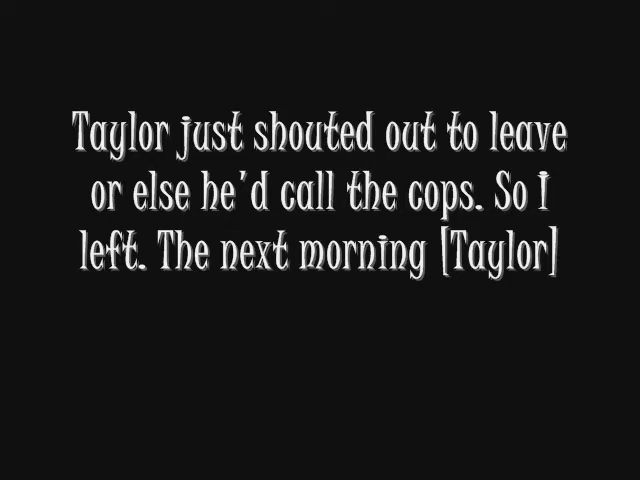 Taylor just shouted out to leave
or else he'd call the cops. So I
left. The next morning [Taylor]